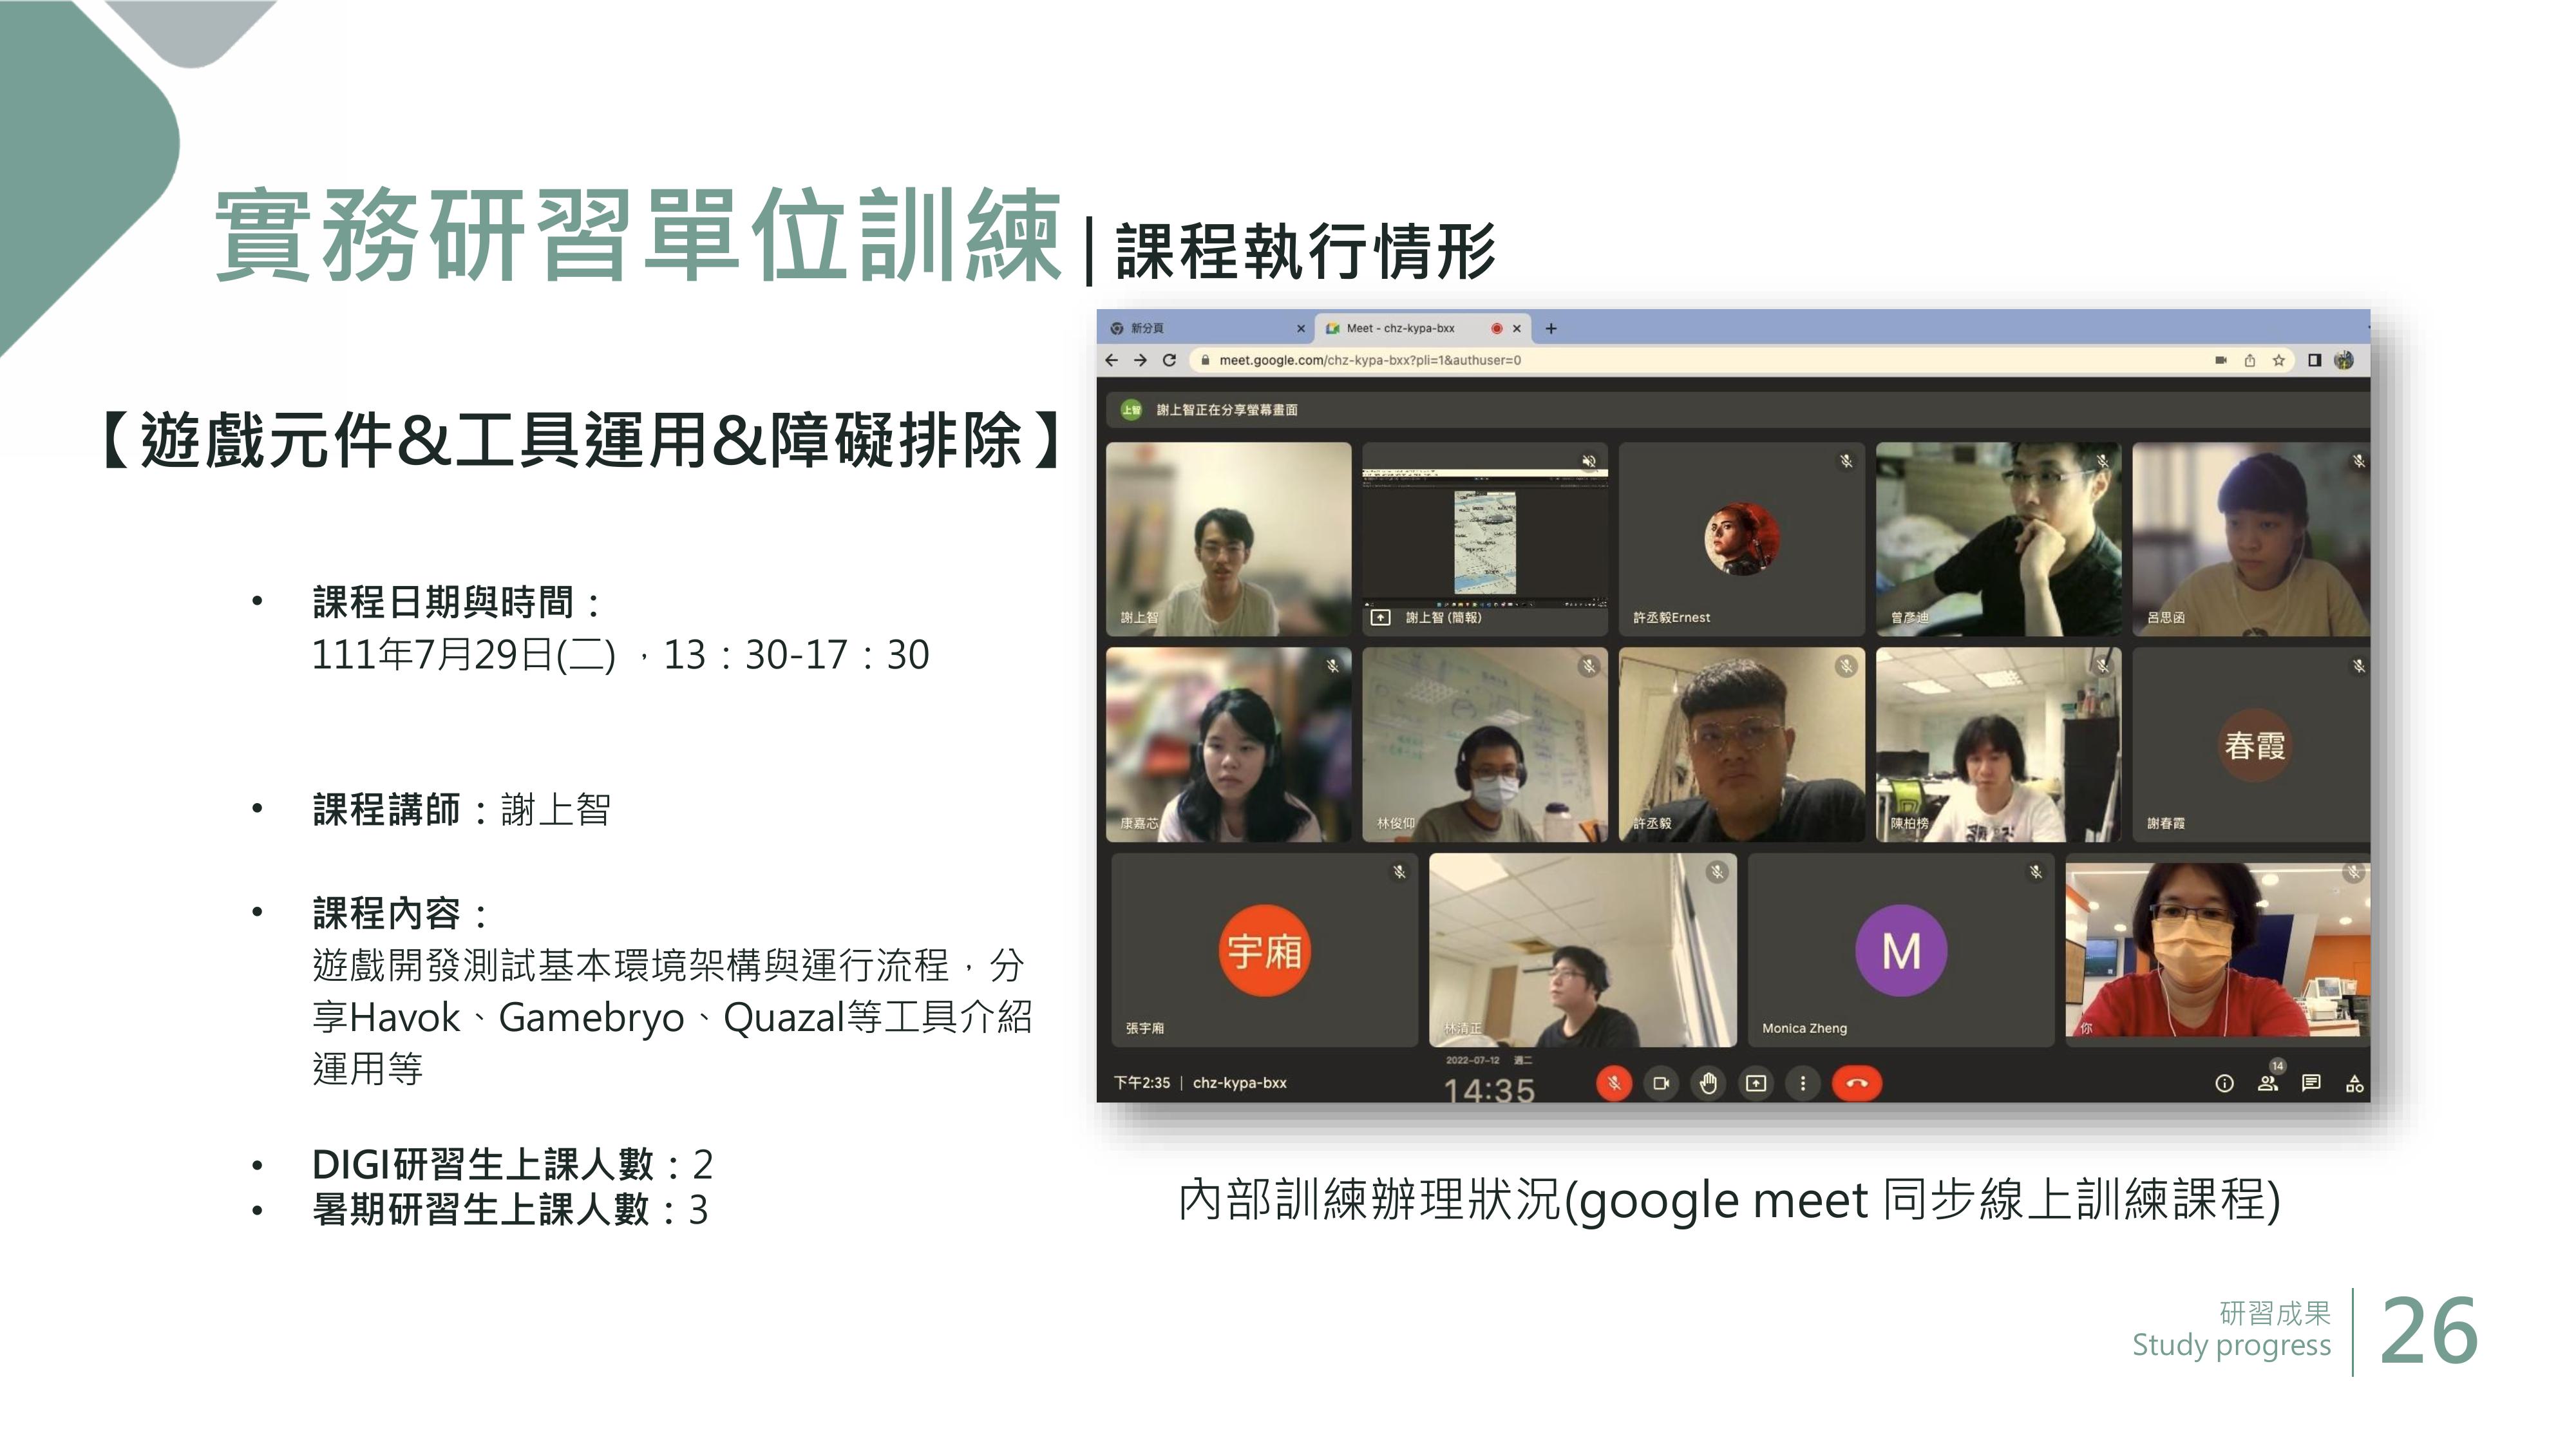 實務研習單位訓練|課程執行情形
【遊戲元件&工具運用&障礙排除】
• 課程日期與時間：
111年7月29日(二)，13：30-17：30
• 課程講師：謝上智
• 課程內容：
遊戲開發測試基本環境架構與運行流程，分
享Havok、Gamebryo、Quazal等工具介紹
運用等
• DIGI研習生上課人數：2
• 暑期研習生上課人數：3
新分頁
Meet - chz-kypa-bxx
meet.google.com/chz-kypa-bxx?pli=1&authuser=0
上智 謝上智正在分享螢幕畫面
謝上智
謝上智 (簡報)
許丞毅Ernest
曾彥迪
呂思函
康嘉芯
林俊仰
許丞毅
陳柏榜
春霞
謝春霞
宇廂
張宇廂
林清正
M
Monica Zheng
你
下午2:35 | chz-kypa-bxx
2022-07-12 週二
14:35
14
內部訓練辦理狀況(google meet 同步線上訓練課程)
研習成果
Study progress
26